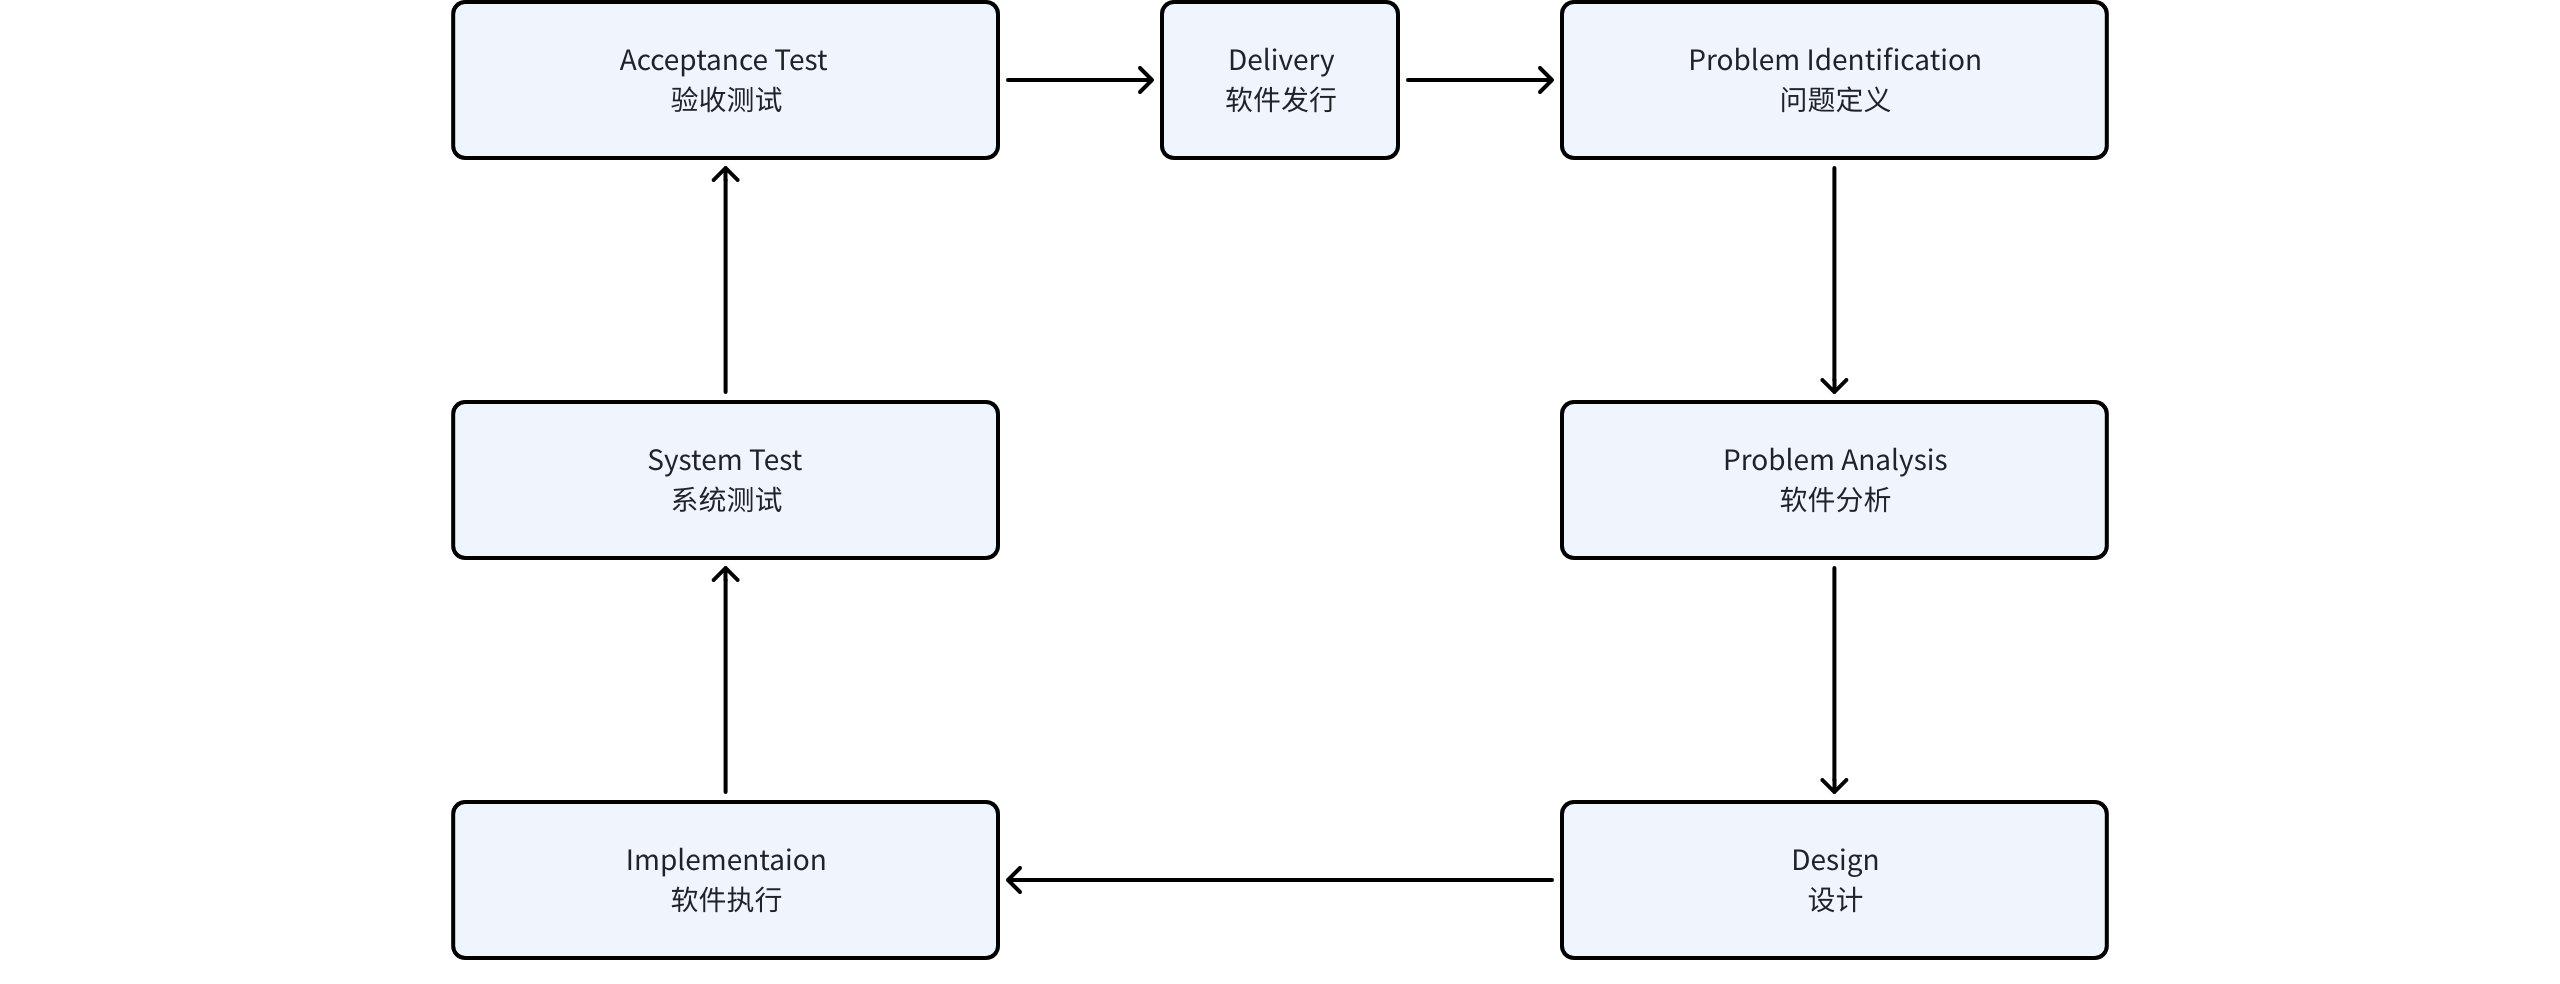 Acceptance Test
验收测试
Delivery
软件发行
Problem Identification
问题定义
System Test
系统测试
Problem Analysis
软件分析
Implementaion
软件执行
Design
设计